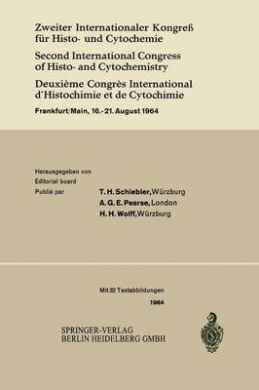 Zweiter Internationaler Kongreß
für Histo- und Cytochemie
Second International Congress
of Histo- and Cytochemistry
Deuxième Congrès International
d'Histochimie et de Cytochimie
Frankfurt/Main, 16.-21. August 1964
Herausgegeben von
Editorial board
Publié par
T. H. Schiebler, Würzburg
A. G. E. Pearse, London
H. H. Wolff, Würzburg
Mit 22 Textabbildungen
1964
SPRINGER-VERLAG
BERLIN HEIDELBERG GMBH